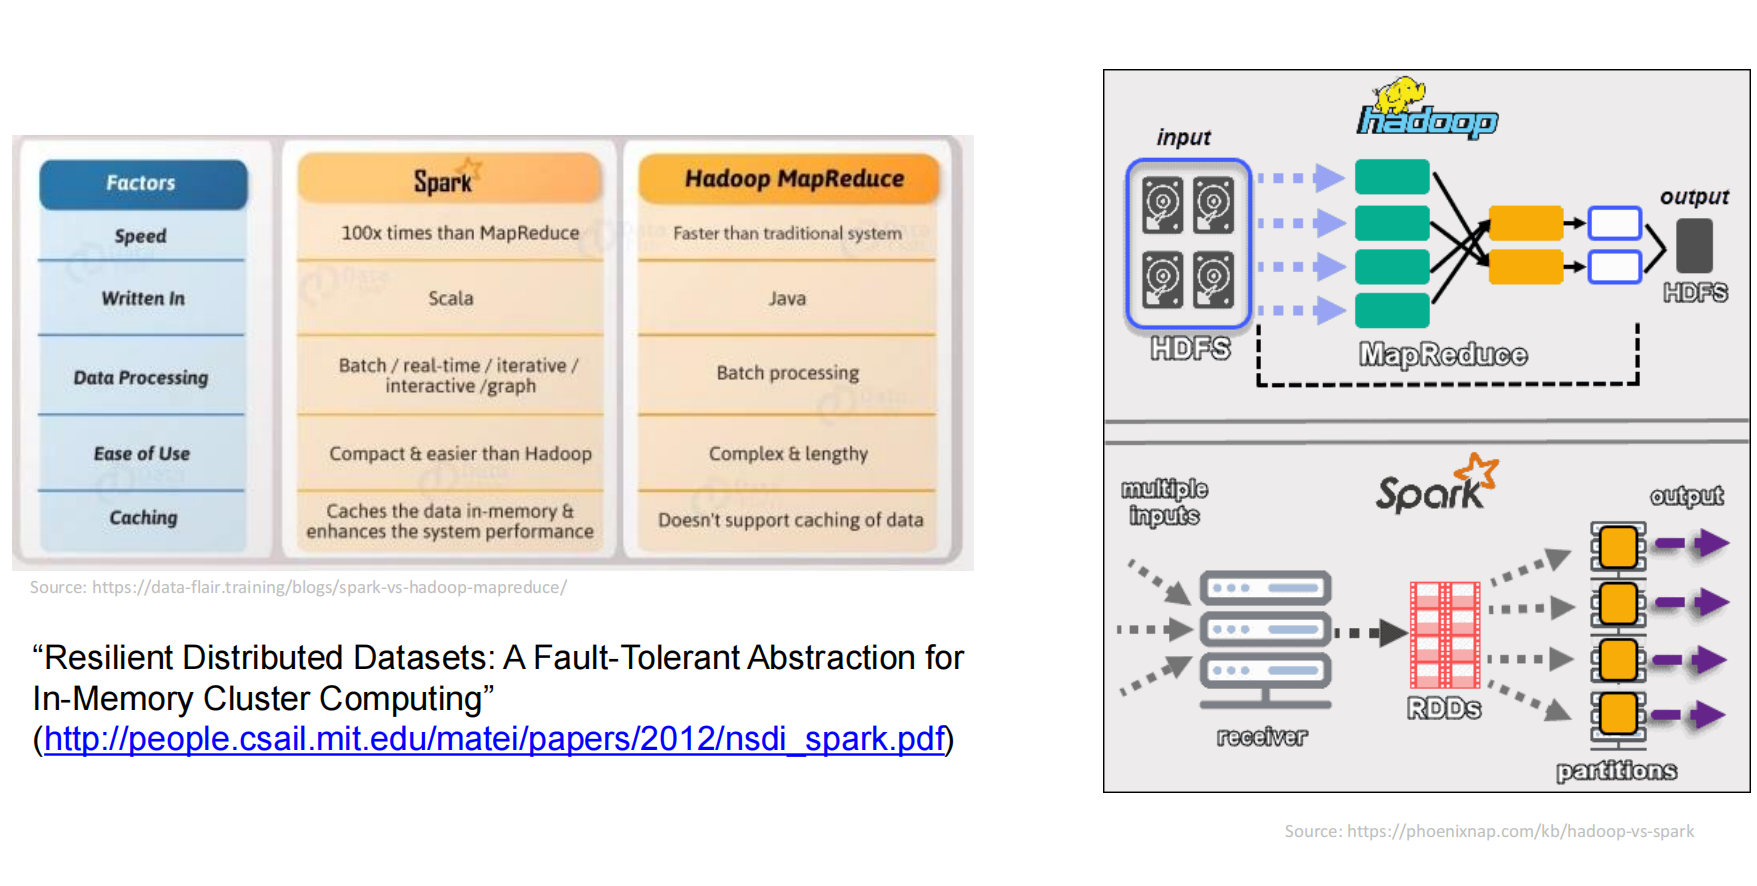 Factors
Spark
Hadoop MapReduce
Speed
100x times than MapReduce
Faster than traditional system
Written In
Scala
Java
Data Processing
Batch / real-time / iterative /
interactive /graph
Batch processing
Ease of Use
Compact & easier than Hadoop
Complex & lengthy
Caching
Caches the data in-memory &
enhances the system performance
Doesn't support caching of data
Source: https://data-flair.training/blogs/spark-vs-hadoop-mapreduce/
“Resilient Distributed Datasets: A Fault-Tolerant Abstraction for
In-Memory Cluster Computing”
(http://people.csail.mit.edu/matei/papers/2012/nsdi_spark.pdf)
hadoop
input
output
HDFS
HDFS
MapReduce
Spark
multiple
inputs
output
receiver
RDDs
partitions
Source: https://phoenixnap.com/kb/hadoop-vs-spark